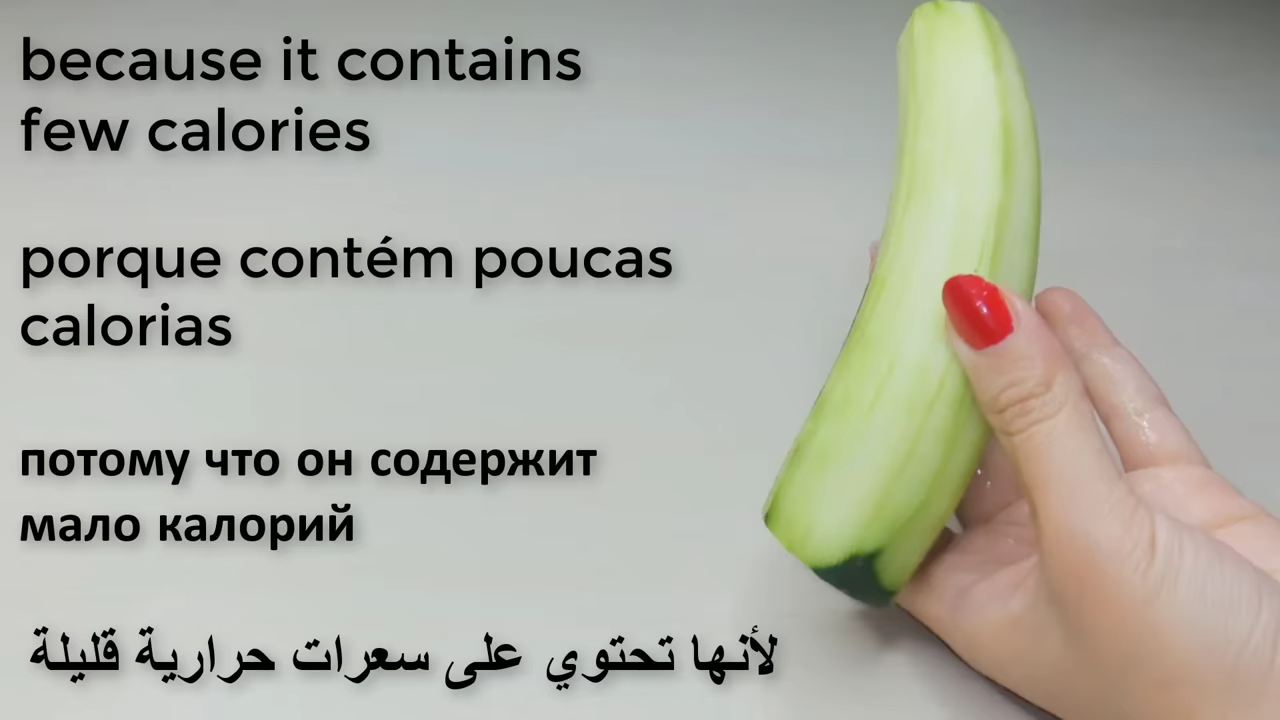 because it contains
few calories
porque contém poucas
calorias
потому что он содержит
мало калорий
لأنها تحتوي على سعرات حرارية قليلة